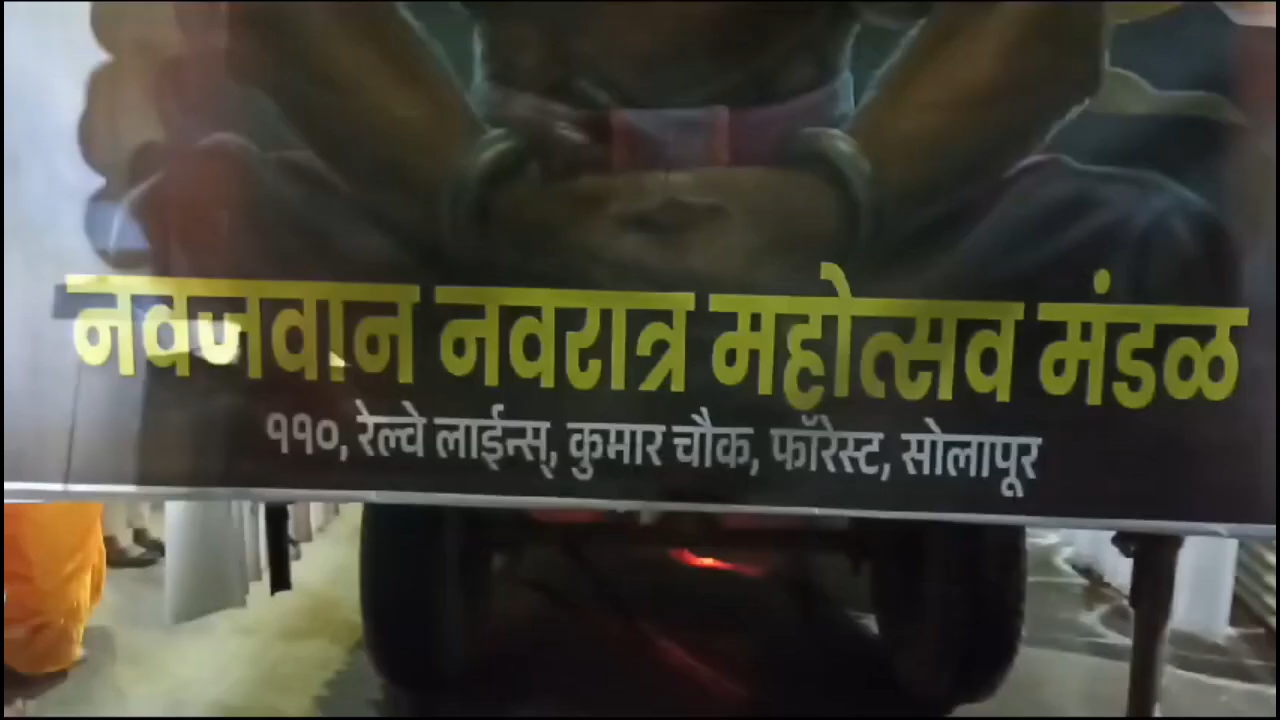 नवजवान नवरात्र महोत्सव मंडळ
११०, रेल्वे लाईन्स्, कुमार चौक, फॉरेस्ट, सोलापूर